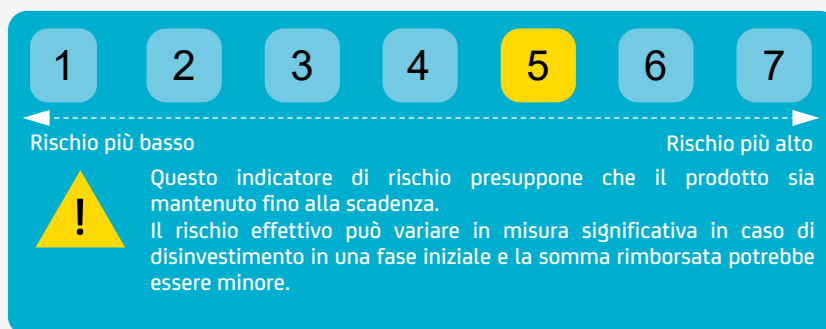 1 2 3 4 5 6 7
Rischio più basso Rischio più alto
! Questo indicatore di rischio presuppone che il prodotto sia
mantenuto fino alla scadenza.
Il rischio effettivo può variare in misura significativa in caso di
disinvestimento in una fase iniziale e la somma rimborsata potrebbe
essere minore.